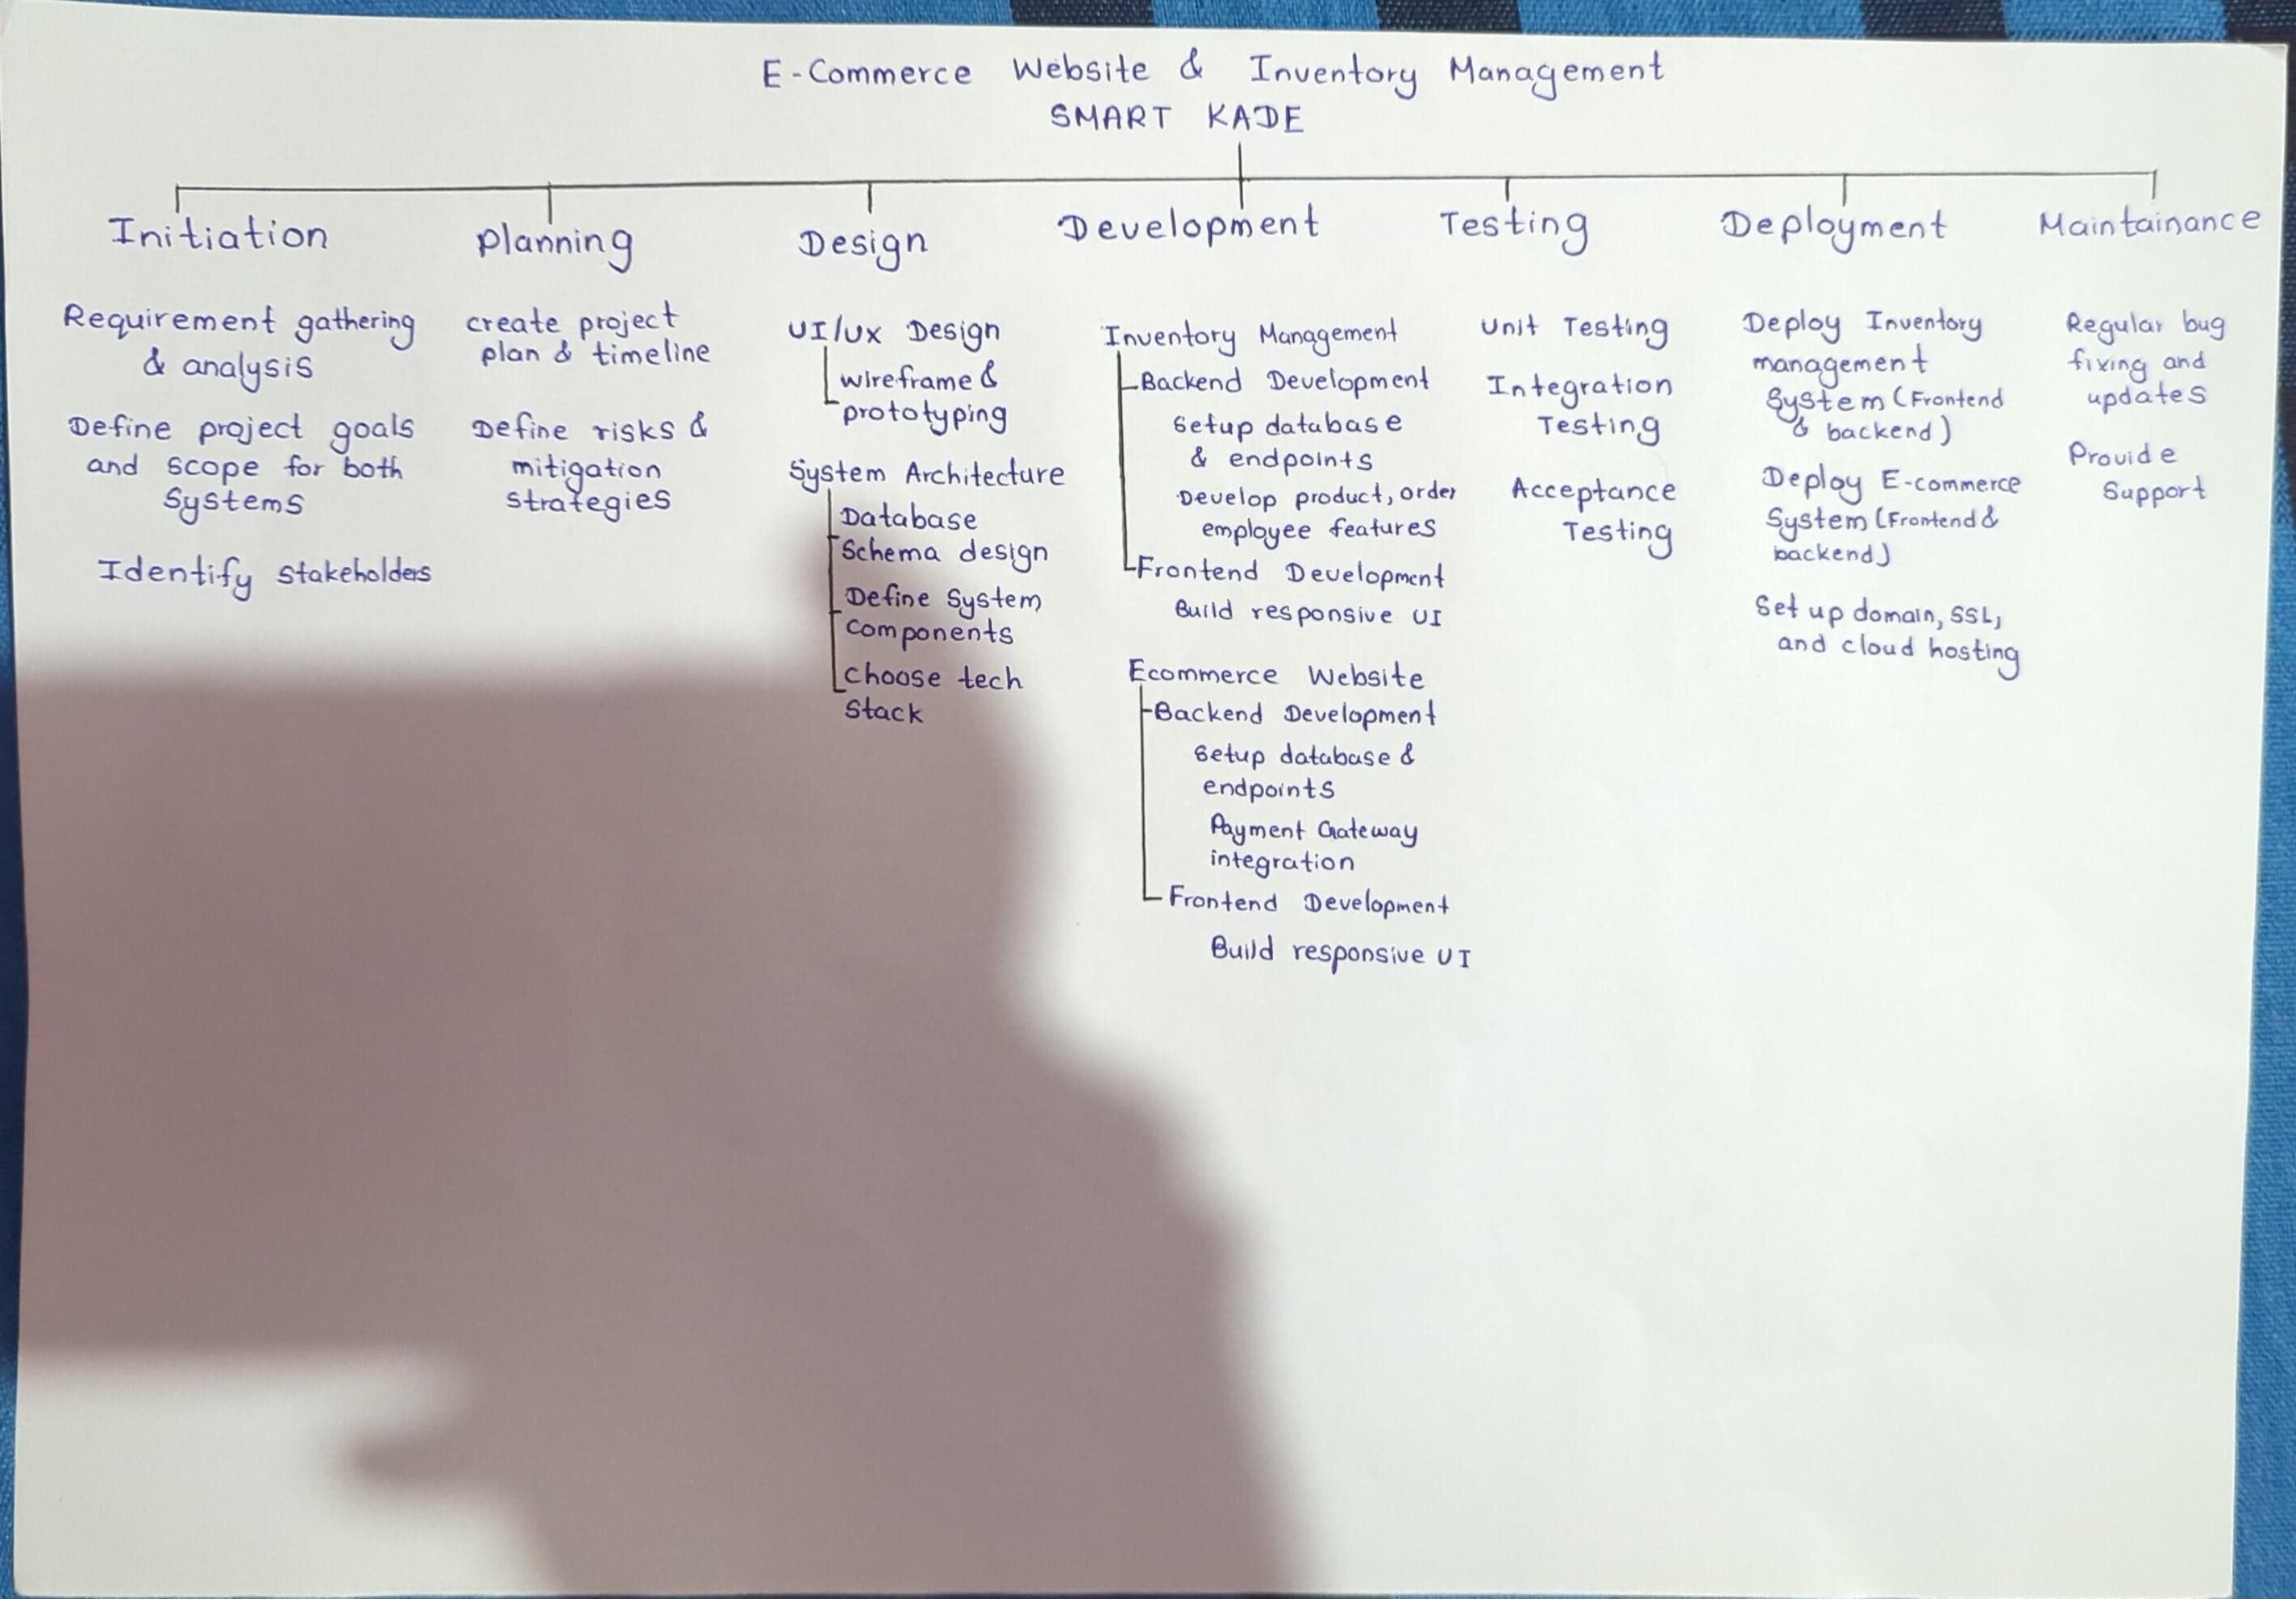 E-Commerce Website & Inventory Management
SMART KADE
Initiation
Requirement gathering
& analysis
Define project goals
and scope for both
Systems
Identify stakeholders
planning
create project
plan & timeline
Define risks &
mitigation
strategies
Design
UI/UX Design
wireframe &
prototyping
System Architecture
Database
Schema design
Define System
components
choose tech
stack
Development
Inventory Management
Backend Development
Setup database
& endpoints
Develop product, order
employee features
Frontend Development
Build responsive UI
Ecommerce Website
Backend Development
Setup database &
endpoints
Payment Gateway
integration
Frontend Development
Build responsive UI
Testing
Unit Testing
Integration
Testing
Acceptance
Testing
Deployment
Deploy Inventory
management
System (Frontend
& backend)
Deploy E-commerce
System (Frontend &
backend)
Set up domain, SSL,
and cloud hosting
Maintainance
Regular bug
fixing and
updates
Provide
Support